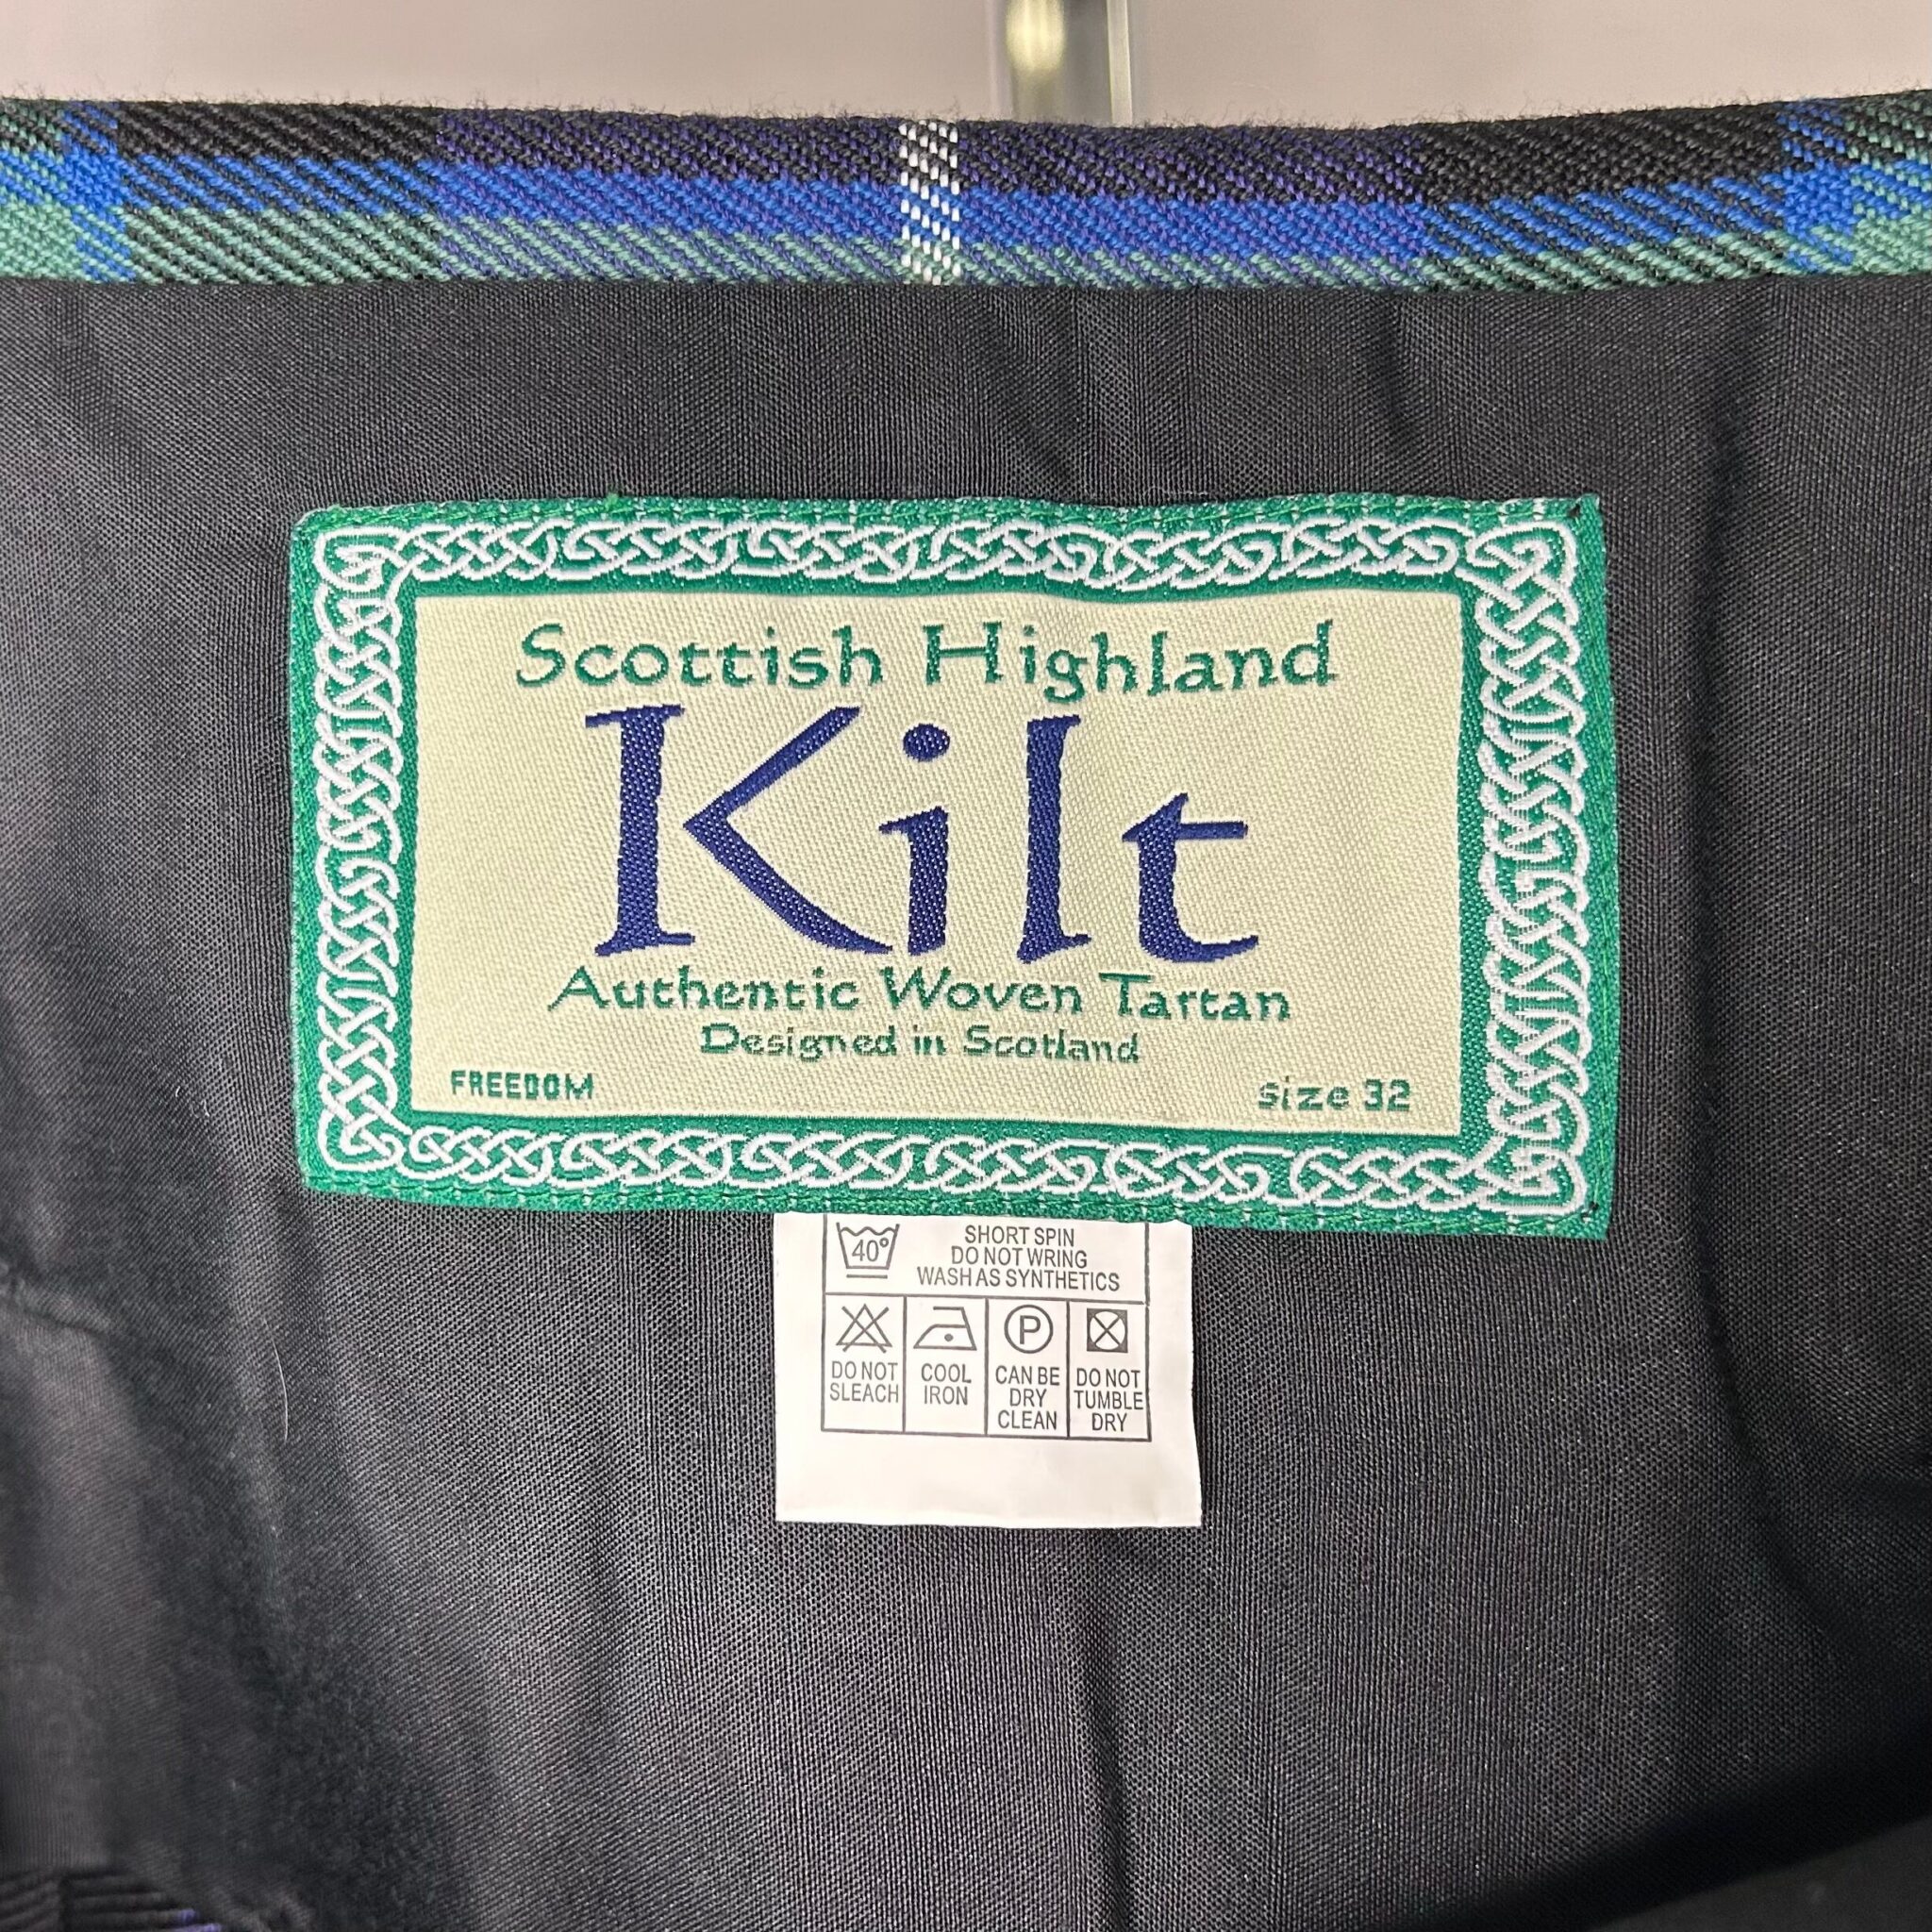 Scottish Highland
Kilt
Authentic Woven Tartan
Designed in Scotland
FREEDOM size 32
40°
SHORT SPIN
DO NOT WRING
WASH AS SYNTHETICS
P
DO NOT
SLEACH
COOL
IRON
CAN BE
DRY
CLEAN
DO NOT
TUMBLE
DRY